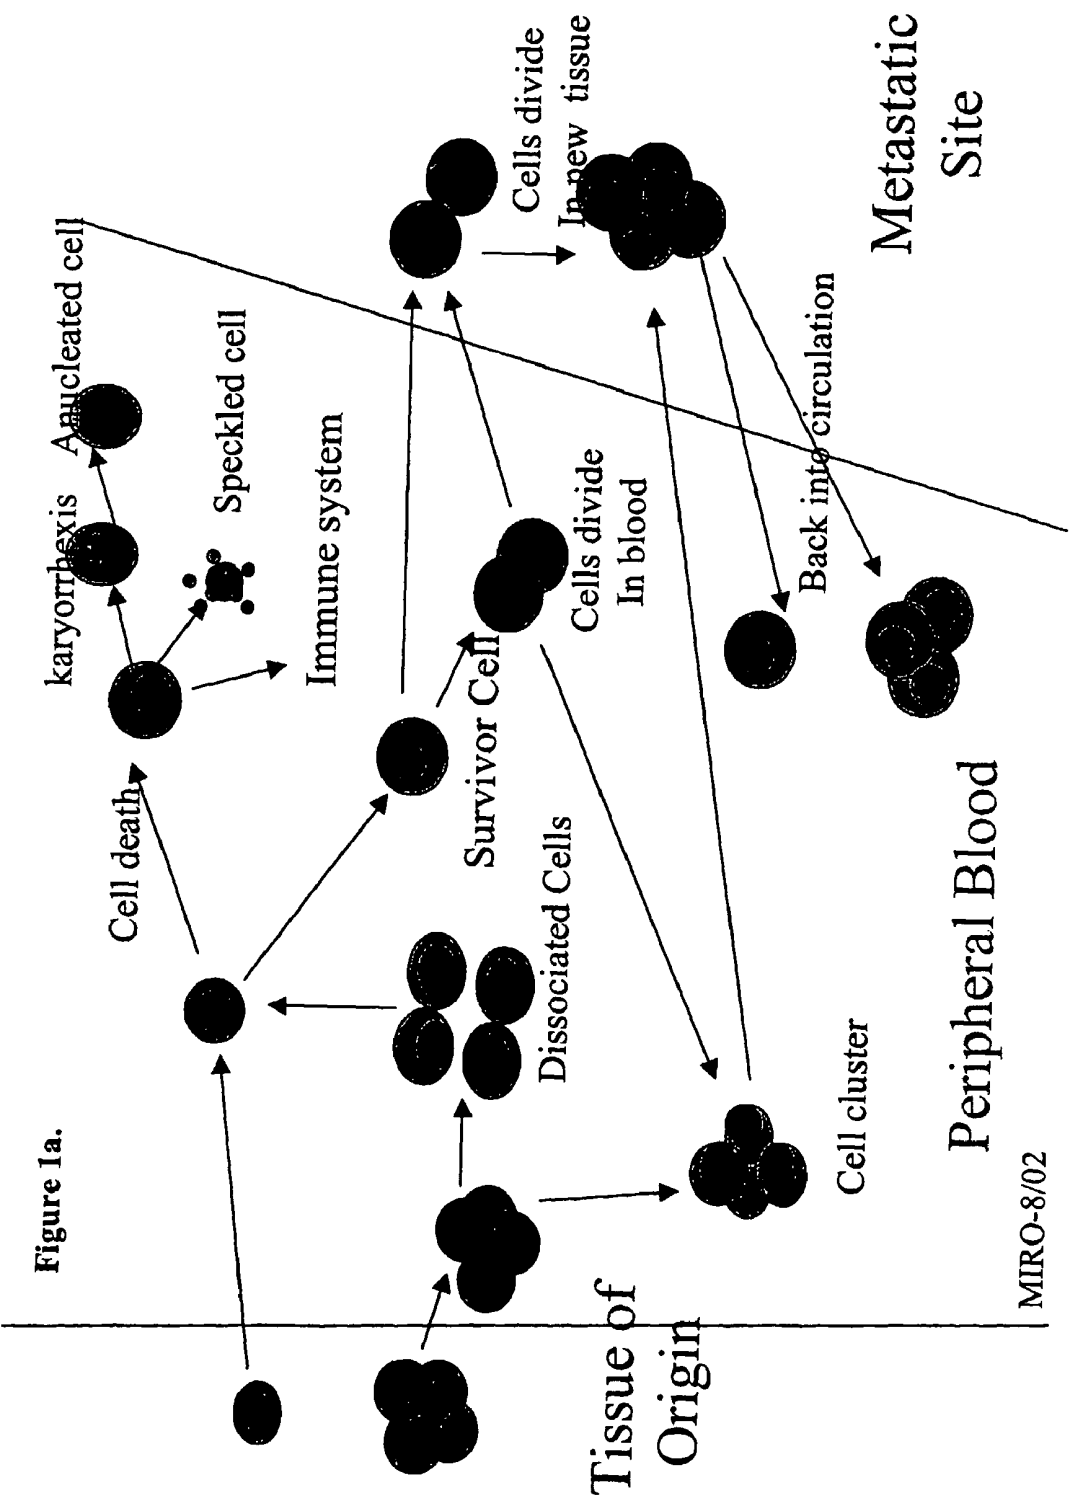 Figure 1a.
karyorrhexis
Anucleated cell
Cell death
Speckled cell
Immune system
Survivor Cell
Cells divide
In blood
Cells divide
In new tissue
Dissociated Cells
Back into circulation
Cell cluster
Tissue of
Origin
Peripheral Blood
Metastatic
Site
MIRO-8/02